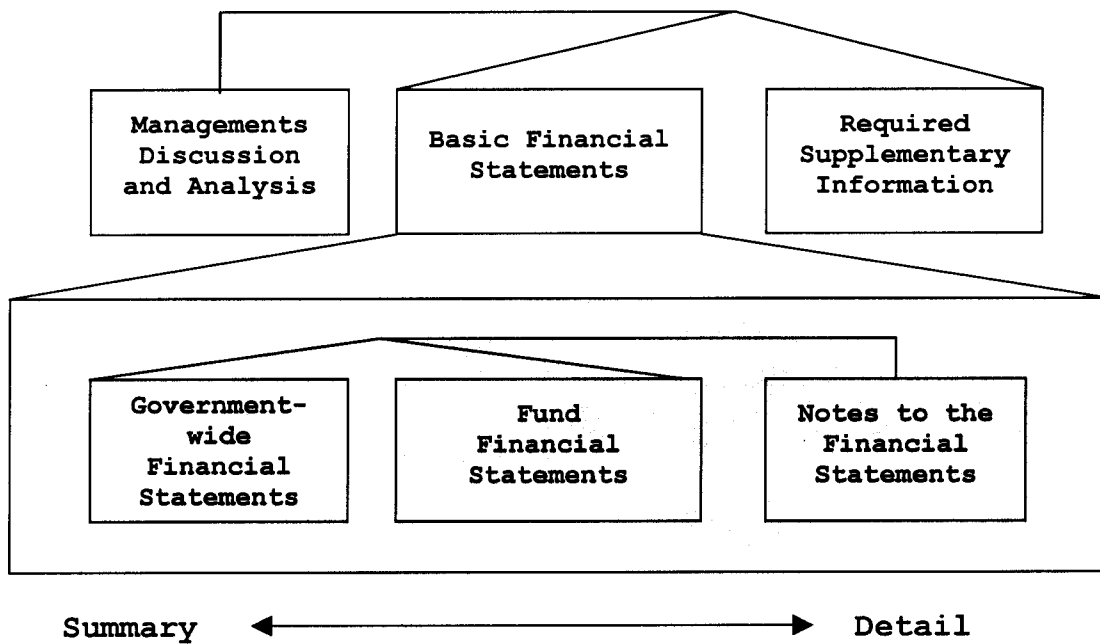 Managements
Discussion
and Analysis
Basic Financial
Statements
Required
Supplementary
Information
Government-
wide
Financial
Statements
Fund
Financial
Statements
Notes to the
Financial
Statements
Summary
Detail